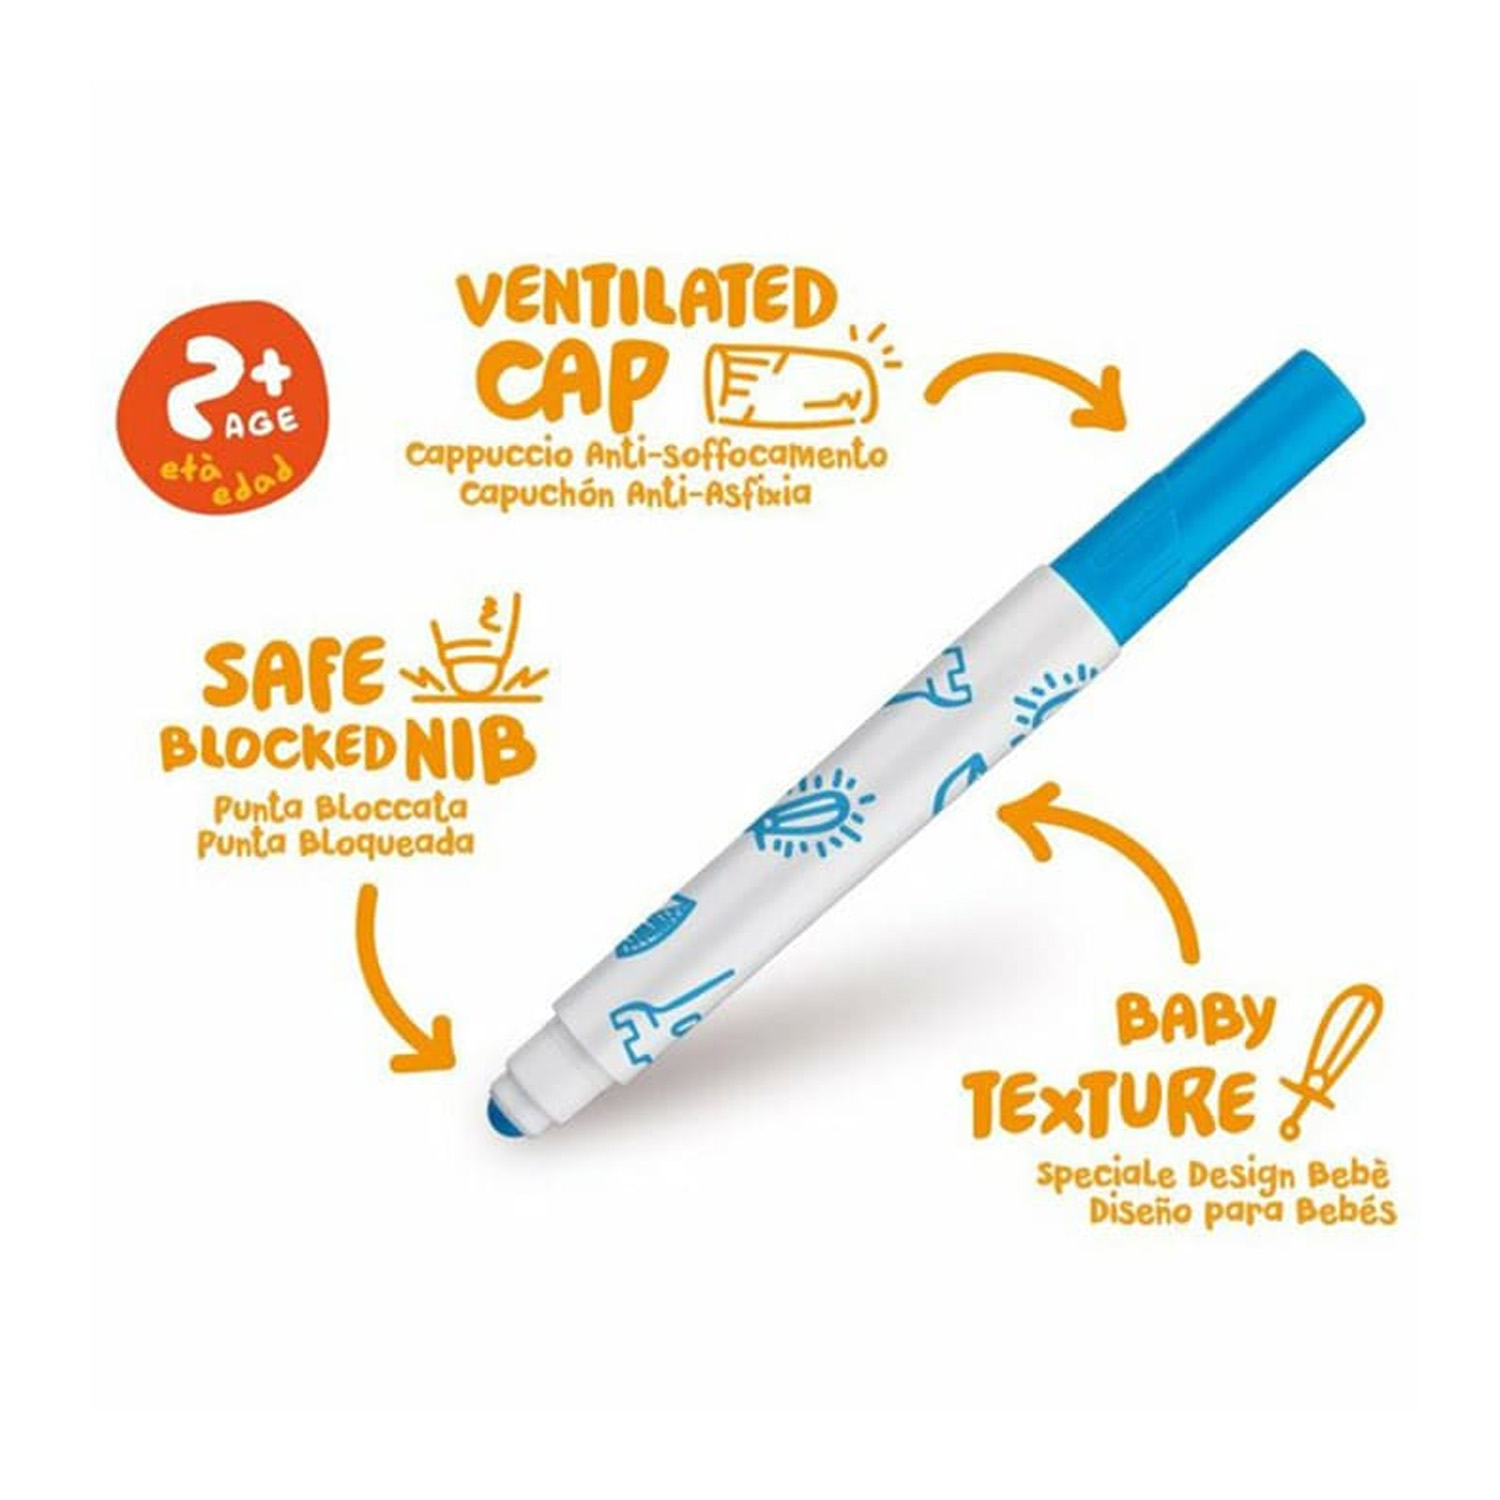 2+
AGE
età
edad
VENTILATED
CAP
Cappuccio Anti-soffocamento
Capuchón Anti-Asfixia
SAFE
BLOCKED NIB
Punta Bloccata
Punta Bloqueada
BABY
TEXTURE
Speciale Design Bebè
Diseño para Bebés